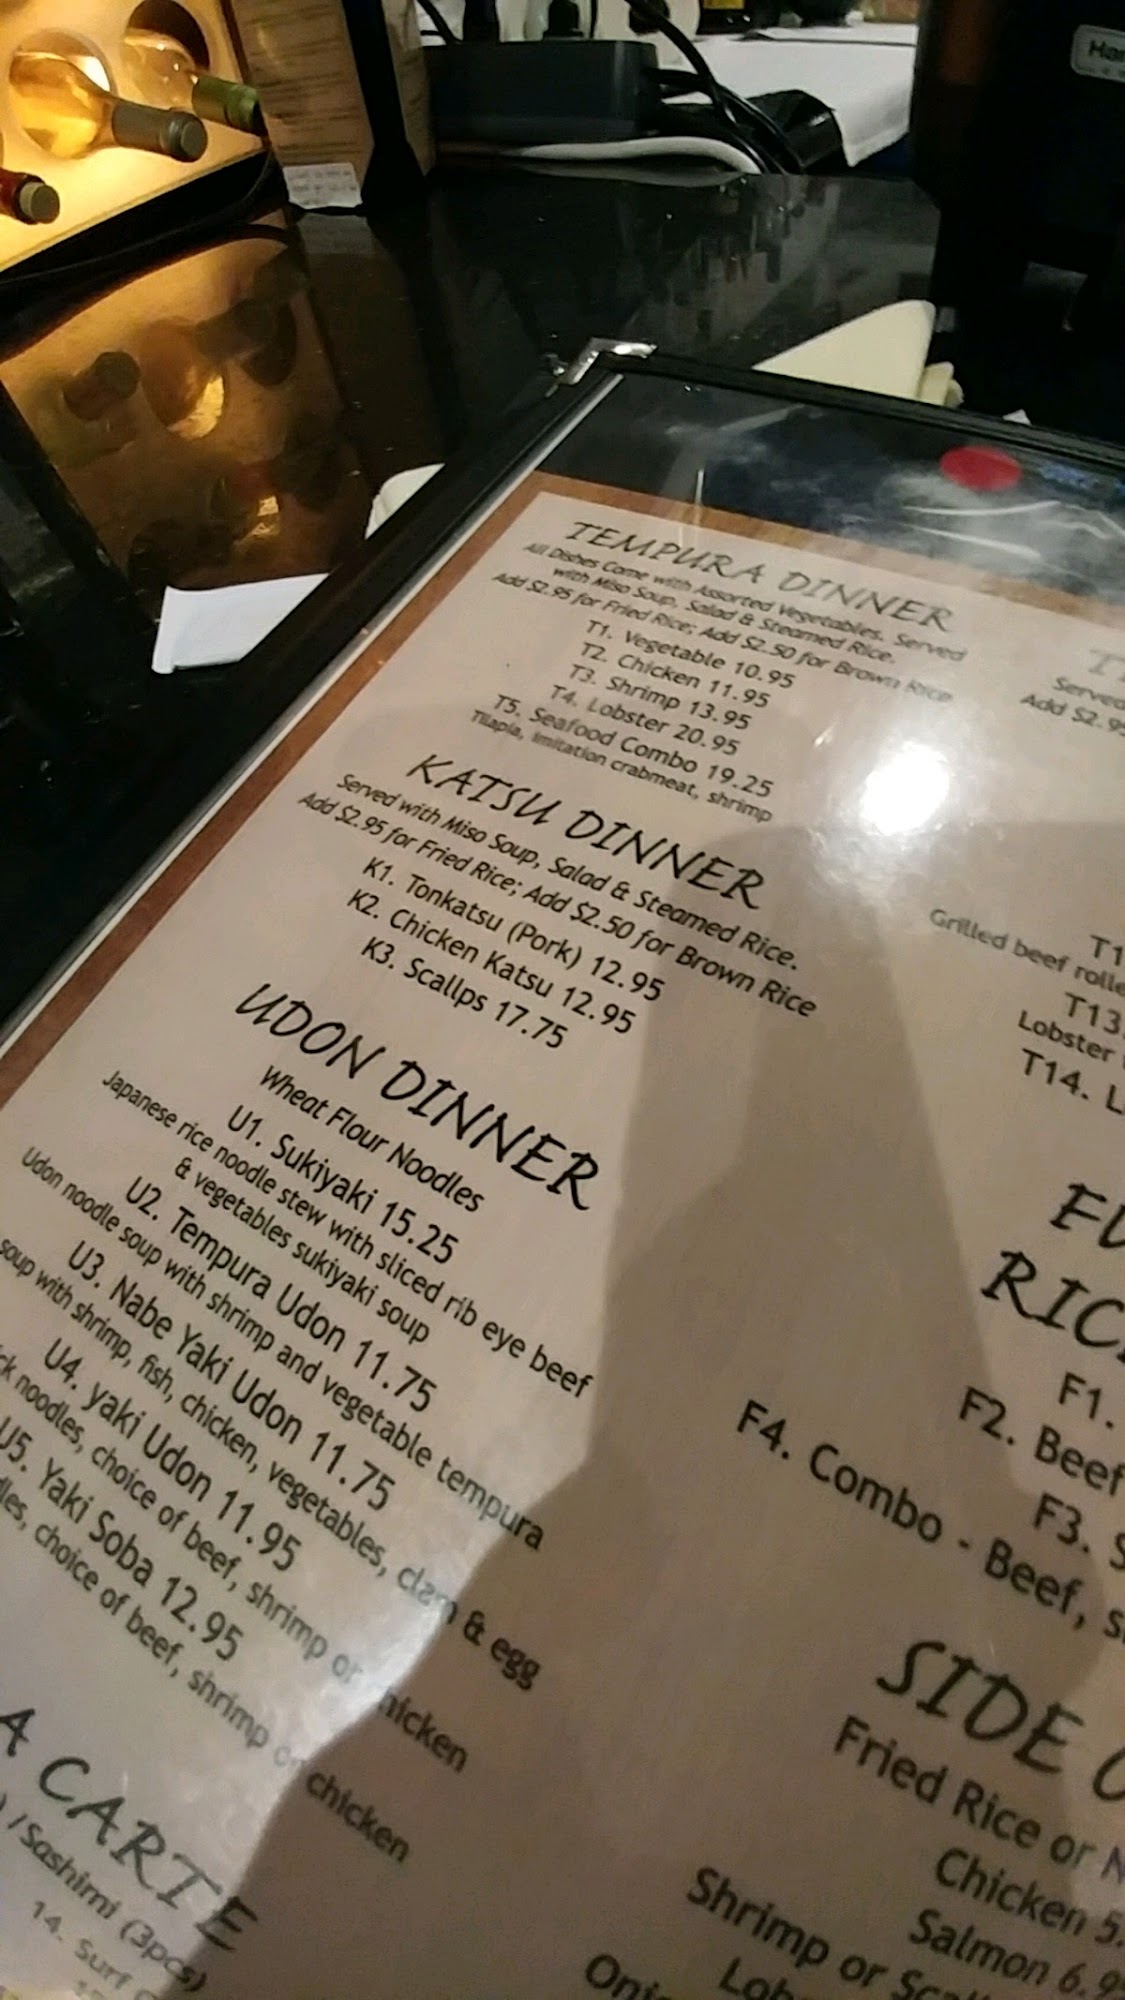 TEMPURA DINNER
All Dishes Come with Assorted Vegetables. Served
with Miso Soup, Salad & Steamed Rice.
Add $2.95 for Fried Rice; Add $2.50 for Brown Rice
T1. Vegetable 10.95
T2. Chicken 11.95
T3. Shrimp 13.95
T4. Lobster 20.95
T5. Seafood Combo 19.25
Tilapia, imitation crabmeat, shrimp
KATSU DINNER
Served with Miso Soup, Salad & Steamed Rice.
Add $2.95 for Fried Rice; Add $2.50 for Brown Rice
K1. Tonkatsu (Pork) 12.95
K2. Chicken Katsu 12.95
K3. Scallps 17.75
UDON DINNER
Wheat Flour Noodles
U1. Sukiyaki 15.25
Japanese rice noodle stew with sliced rib eye beef
& vegetables sukiyaki soup
U2. Tempura Udon 11.75
Udon noodle soup with shrimp and vegetable tempura
U3. Nabe Yaki Udon 11.75
soup with shrimp, fish, chicken, vegetables, clam & egg
U4. yaki Udon 11.95
noodles, choice of beef, shrimp or chicken
U5. Yaki Soba 12.95
choice of beef, shrimp or chicken
A CARTE
/ Sashimi (3pcs)
14. Surf
Served
Add $2.95
Grilled beef rolle
T13.
Lobster
T14. L
RIC
F1.
F2. Beef
F3. S
F4. Combo - Beef, s
SIDE O
Fried Rice or N
Chicken 5.
Salmon 6.95
Shrimp or Scal
Lob
Onio